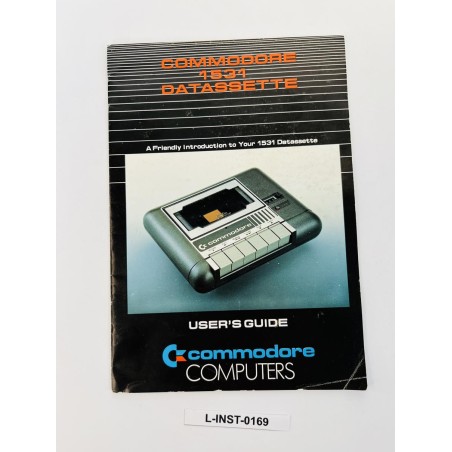 COMMODORE
1531
DATASSETTE
A Friendly Introduction to Your 1531 Datassette
commodore
USER'S GUIDE
commodore
COMPUTERS
L-INST-0169